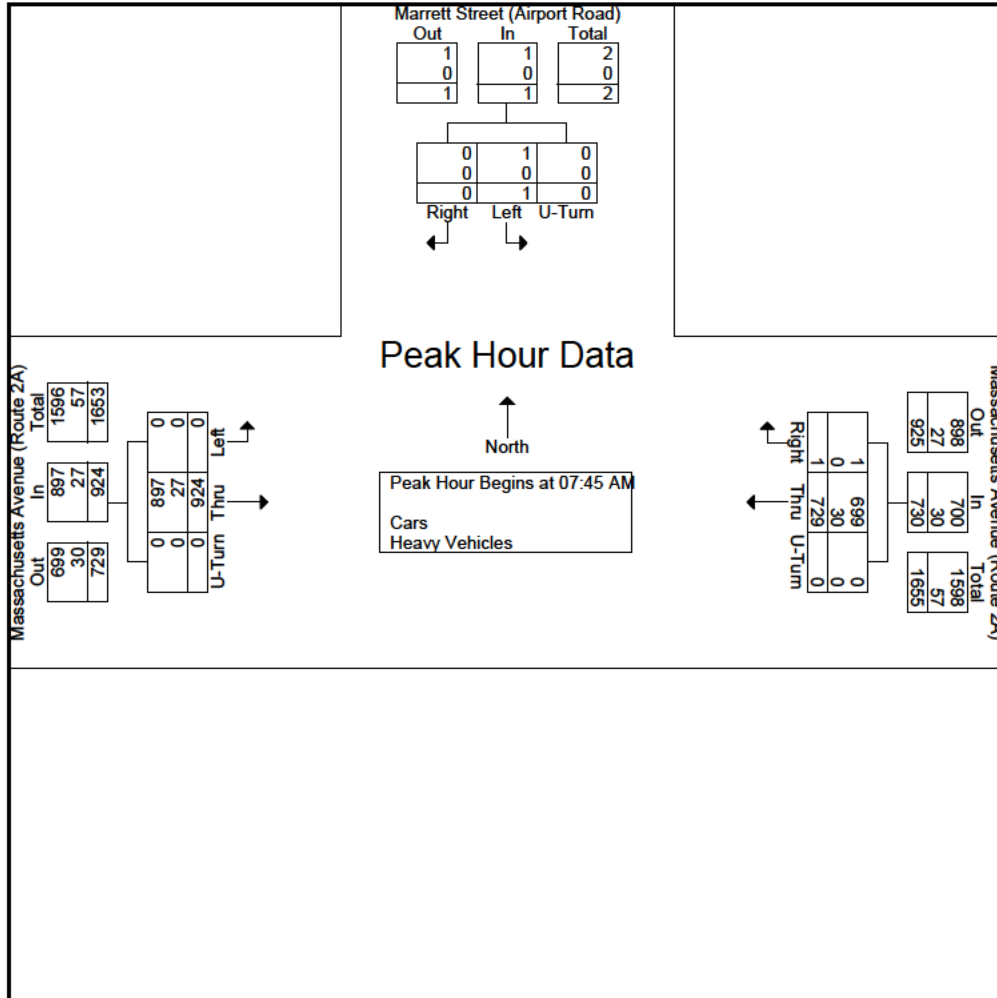 Marrett Street (Airport Road)
Out In Total
1 1 2
0 0 0
1 1 2
0 1 0
0 0 0
0 1 0
Right Left U-Turn
Peak Hour Data
North
Peak Hour Begins at 07:45 AM
Cars
Heavy Vehicles
Massachusetts Avenue (Route 2A)
Out In Total
699 897 1596
30 27 57
729 924 1653
U-Turn Thru Left
0 897 0
0 27 0
0 924 0
Massachusetts Avenue (Route 2A)
Out In Total
898 700 1598
27 30 57
925 730 1655
1 699 0
0 30 0
1 729 0
Right Thru U-Turn